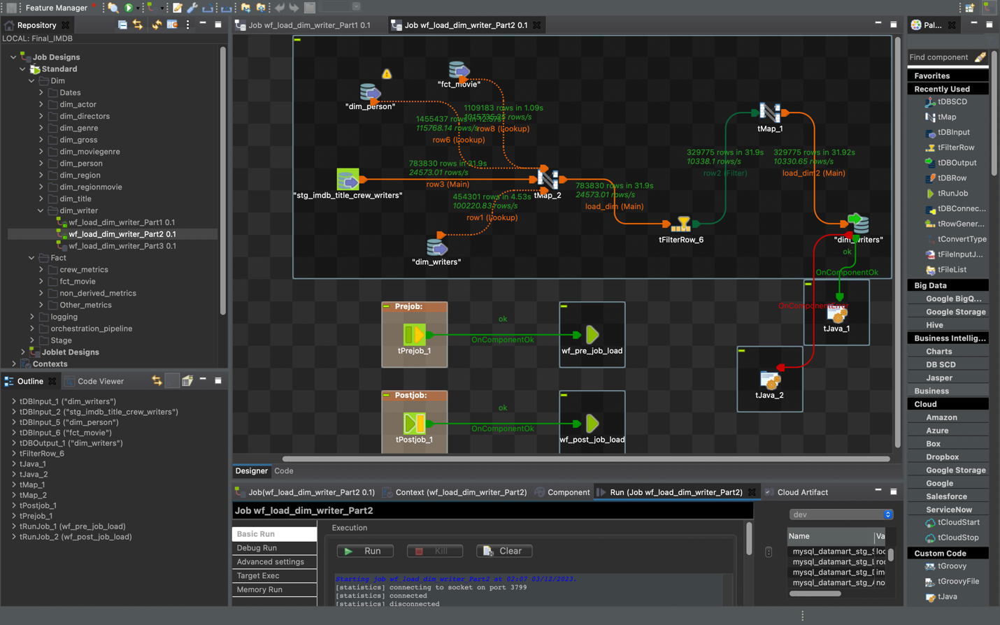 Feature Manager
Repository
LOCAL: Final_IMDB
Job Designs
Standard
Dim
Dates
dim_actor
dim_directors
dim_genre
dim_gross
dim_moviegenre
dim_person
dim_region
dim_regionmovie
dim_title
dim_writer
wf_load_dim_writer_Part1 0.1
wf_load_dim_writer_Part2 0.1
wf_load_dim_writer_Part3 0.1
Fact
crew_metrics
fct_movie
non_derived_metrics
Other_metrics
logging
orchestration_pipeline
Stage
Joblet Designs
Contexts
Outline
Code Viewer
tDBInput_1 ("dim_writers")
tDBInput_2 ("stg_imdb_title_crew_writers")
tDBInput_5 ("dim_person")
tDBInput_6 ("fct_movie")
tDBOutput_1 ("dim_writers")
tFilterRow_6
tJava_1
tJava_2
tMap_1
tMap_2
tPostjob_1
tPrejob_1
tRunJob_1 (wf_pre_job_load)
tRunJob_2 (wf_post_job_load)
Job wf_load_dim_writer_Part1 0.1
Job wf_load_dim_writer_Part2 0.1
"fct_movie"
"dim_person"
1109183 rows in 1.09s
row8 (Lookup)
1455437 rows in
115768.14 rows/s
row6 (Lookup)
783830 rows in 31.9s
24573.01 rows/s
row3 (Main)
"stg_imdb_title_crew_writers"
454301 rows in 4.53s
100220.83 rows/s
row1 (Lookup)
tMap_2
783830 rows in 31.9s
24573.01 rows/s
load_dim (Main)
"dim_writers"
tFilterRow_6
tMap_1
329775 rows in 31.9s
10338.1 rows/s
row2 (Filter)
329775 rows in 31.92s
10330.65 rows/s
load_dim2 (Main)
"dim_writers"
ok
OnComponentOk
OnComponentError
tJava_1
tJava_2
Prejob:
tPrejob_1
ok
OnComponentOk
wf_pre_job_load
Postjob:
tPostjob_1
ok
OnComponentOk
wf_post_job_load
Designer
Code
Job(wf_load_dim_writer_Part2 0.1)
Context (wf_load_dim_writer_Part2)
Component
Run (Job wf_load_dim_writer_Part2)
Cloud Artifact
Job wf_load_dim_writer_Part2
Basic Run
Debug Run
Advanced settings
Target Exec
Memory Run
Execution
Run
Kill
Clear
Starting job wf_load_dim_writer_Part2 at 02:07 03/12/2023.
[statistics] connecting to socket on port 3799
[statistics] connected
[statistics] disconnected
dev
Name
Va
mysql_datamart_stg_S loc
mysql_datamart_stg_L roc
mysql_datamart_stg_D im
mysql_datamart_stg_A no
Pal...
Find component
Favorites
Recently Used
tDBSCD
tMap
tDBInput
tFilterRow
tDBOutput
tDBRow
tRunJob
tDBConnec...
tRowGener...
tConvertType
tFileInputJ...
tFileList
Big Data
Google BigQ...
Google Storage
Hive
Business Intellig...
Charts
DB SCD
Jasper
Business
Cloud
Amazon
Azure
Box
Dropbox
Google Storage
Google
Salesforce
ServiceNow
tCloudStart
tCloudStop
Custom Code
tGroovy
tGroovyFile
tJava